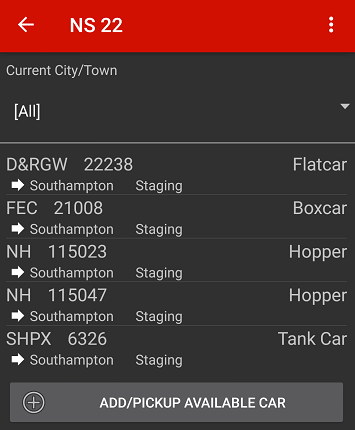 NS 22
Current City/Town
[All]
D&RGW 22238 Flatcar
Southampton Staging
FEC 21008 Boxcar
Southampton Staging
NH 115023 Hopper
Southampton Staging
NH 115047 Hopper
Southampton Staging
SHPX 6326 Tank Car
Southampton Staging
ADD/PICKUP AVAILABLE CAR